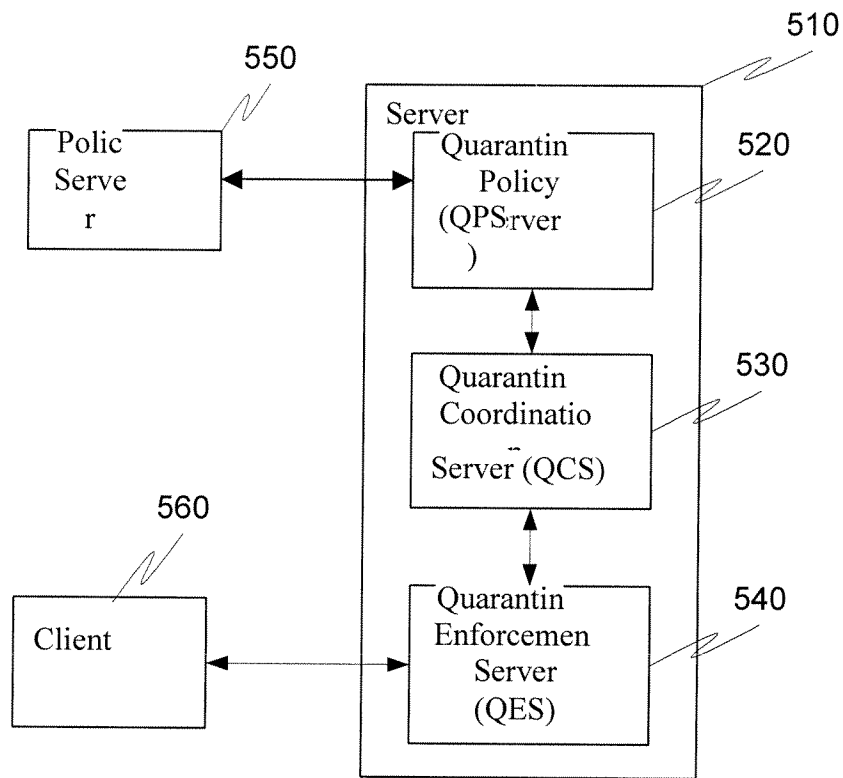 510
550
Server
Polic
Serve
r
Quarantin
Policy
(QPS erver
)
520
530
Quarantin
Coordinatio
n
Server (QCS)
560
Client
Quarantin
Enforcemen
Server
(QES)
540